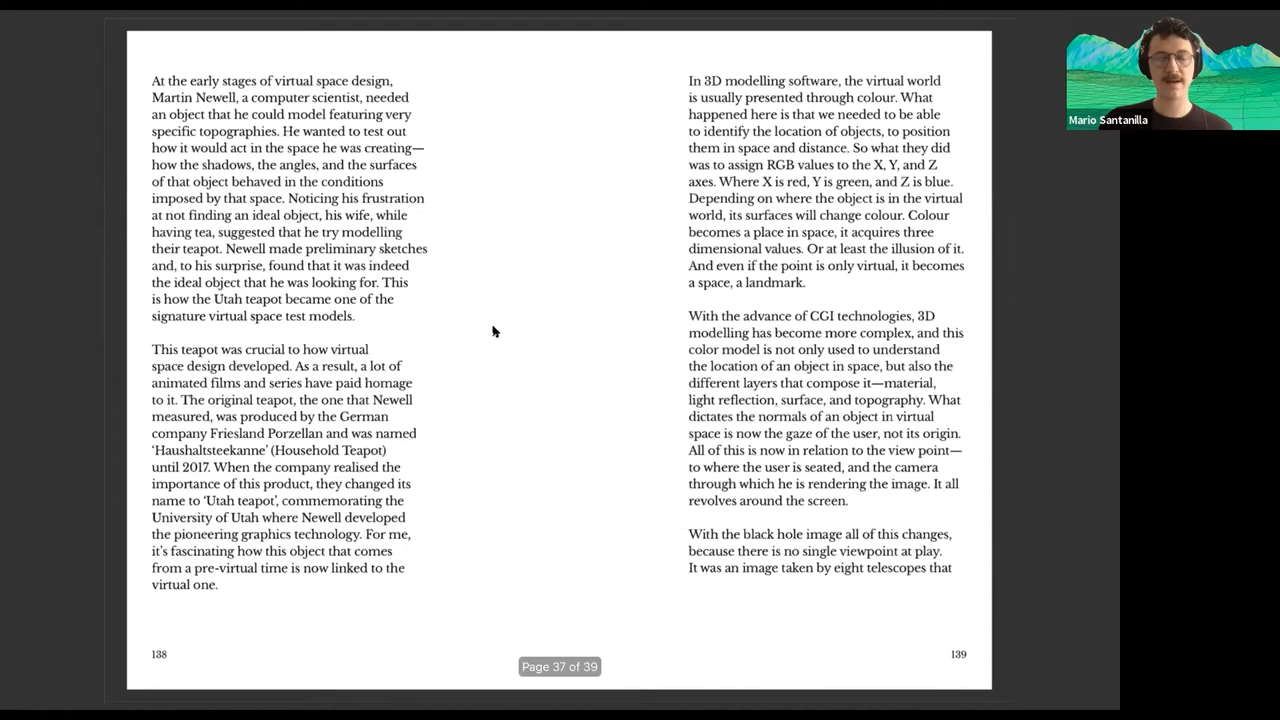 At the early stages of virtual space design,
Martin Newell, a computer scientist, needed
an object that he could model featuring very
specific topographies. He wanted to test out
how it would act in the space he was creating—
how the shadows, the angles, and the surfaces
of that object behaved in the conditions
imposed by that space. Noticing his frustration
at not finding an ideal object, his wife, while
having tea, suggested that he try modelling
their teapot. Newell made preliminary sketches
and, to his surprise, found that it was indeed
the ideal object that he was looking for. This
is how the Utah teapot became one of the
signature virtual space test models.
This teapot was crucial to how virtual
space design developed. As a result, a lot of
animated films and series have paid homage
to it. The original teapot, the one that Newell
measured, was produced by the German
company Friesland Porzellan and was named
‘Haushaltsteekanne’ (Household Teapot)
until 2017. When the company realised the
importance of this product, they changed its
name to ‘Utah teapot’, commemorating the
University of Utah where Newell developed
the pioneering graphics technology. For me,
it’s fascinating how this object that comes
from a pre-virtual time is now linked to the
virtual one.
138
In 3D modelling software, the virtual world
is usually presented through colour. What
happened here is that we needed to be able
to identify the location of objects, to position
them in space and distance. So what they did
was to assign RGB values to the X, Y, and Z
axes. Where X is red, Y is green, and Z is blue.
Depending on where the object is in the virtual
world, its surfaces will change colour. Colour
becomes a place in space, it acquires three
dimensional values. Or at least the illusion of it.
And even if the point is only virtual, it becomes
a space, a landmark.
With the advance of CGI technologies, 3D
modelling has become more complex, and this
color model is not only used to understand
the location of an object in space, but also the
different layers that compose it—material,
light reflection, surface, and topography. What
dictates the normals of an object in virtual
space is now the gaze of the user, not its origin.
All of this is now in relation to the view point—
to where the user is seated, and the camera
through which he is rendering the image. It all
revolves around the screen.
With the black hole image all of this changes,
because there is no single viewpoint at play.
It was an image taken by eight telescopes that
139
Page 37 of 39
Mario Santanilla